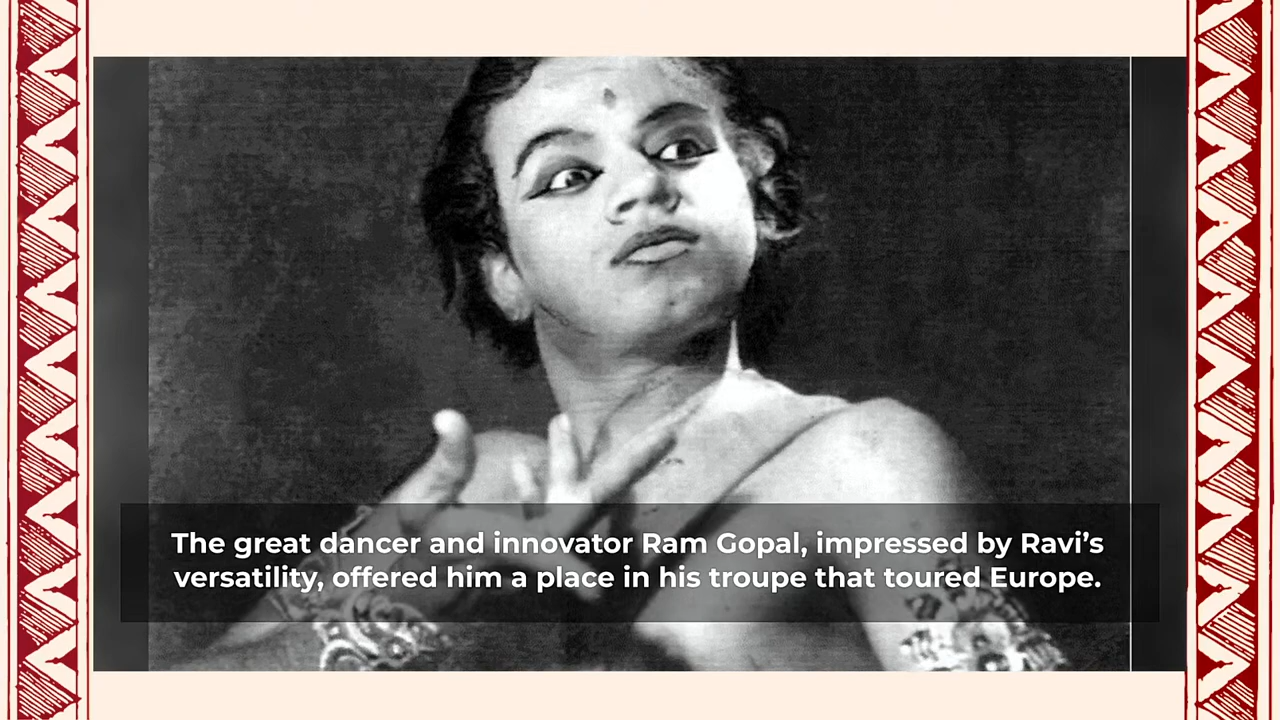 The great dancer and innovator Ram Gopal, impressed by Ravi’s
versatility, offered him a place in his troupe that toured Europe.